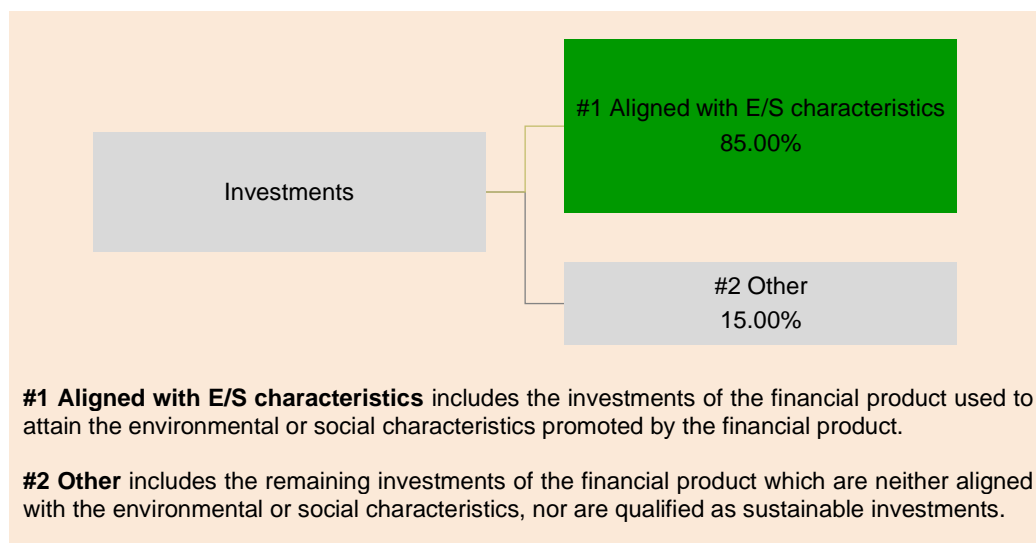 #1 Aligned with E/S characteristics
85.00%
Investments
#2 Other
15.00%
#1 Aligned with E/S characteristics includes the investments of the financial product used to
attain the environmental or social characteristics promoted by the financial product.
#2 Other includes the remaining investments of the financial product which are neither aligned
with the environmental or social characteristics, nor are qualified as sustainable investments.